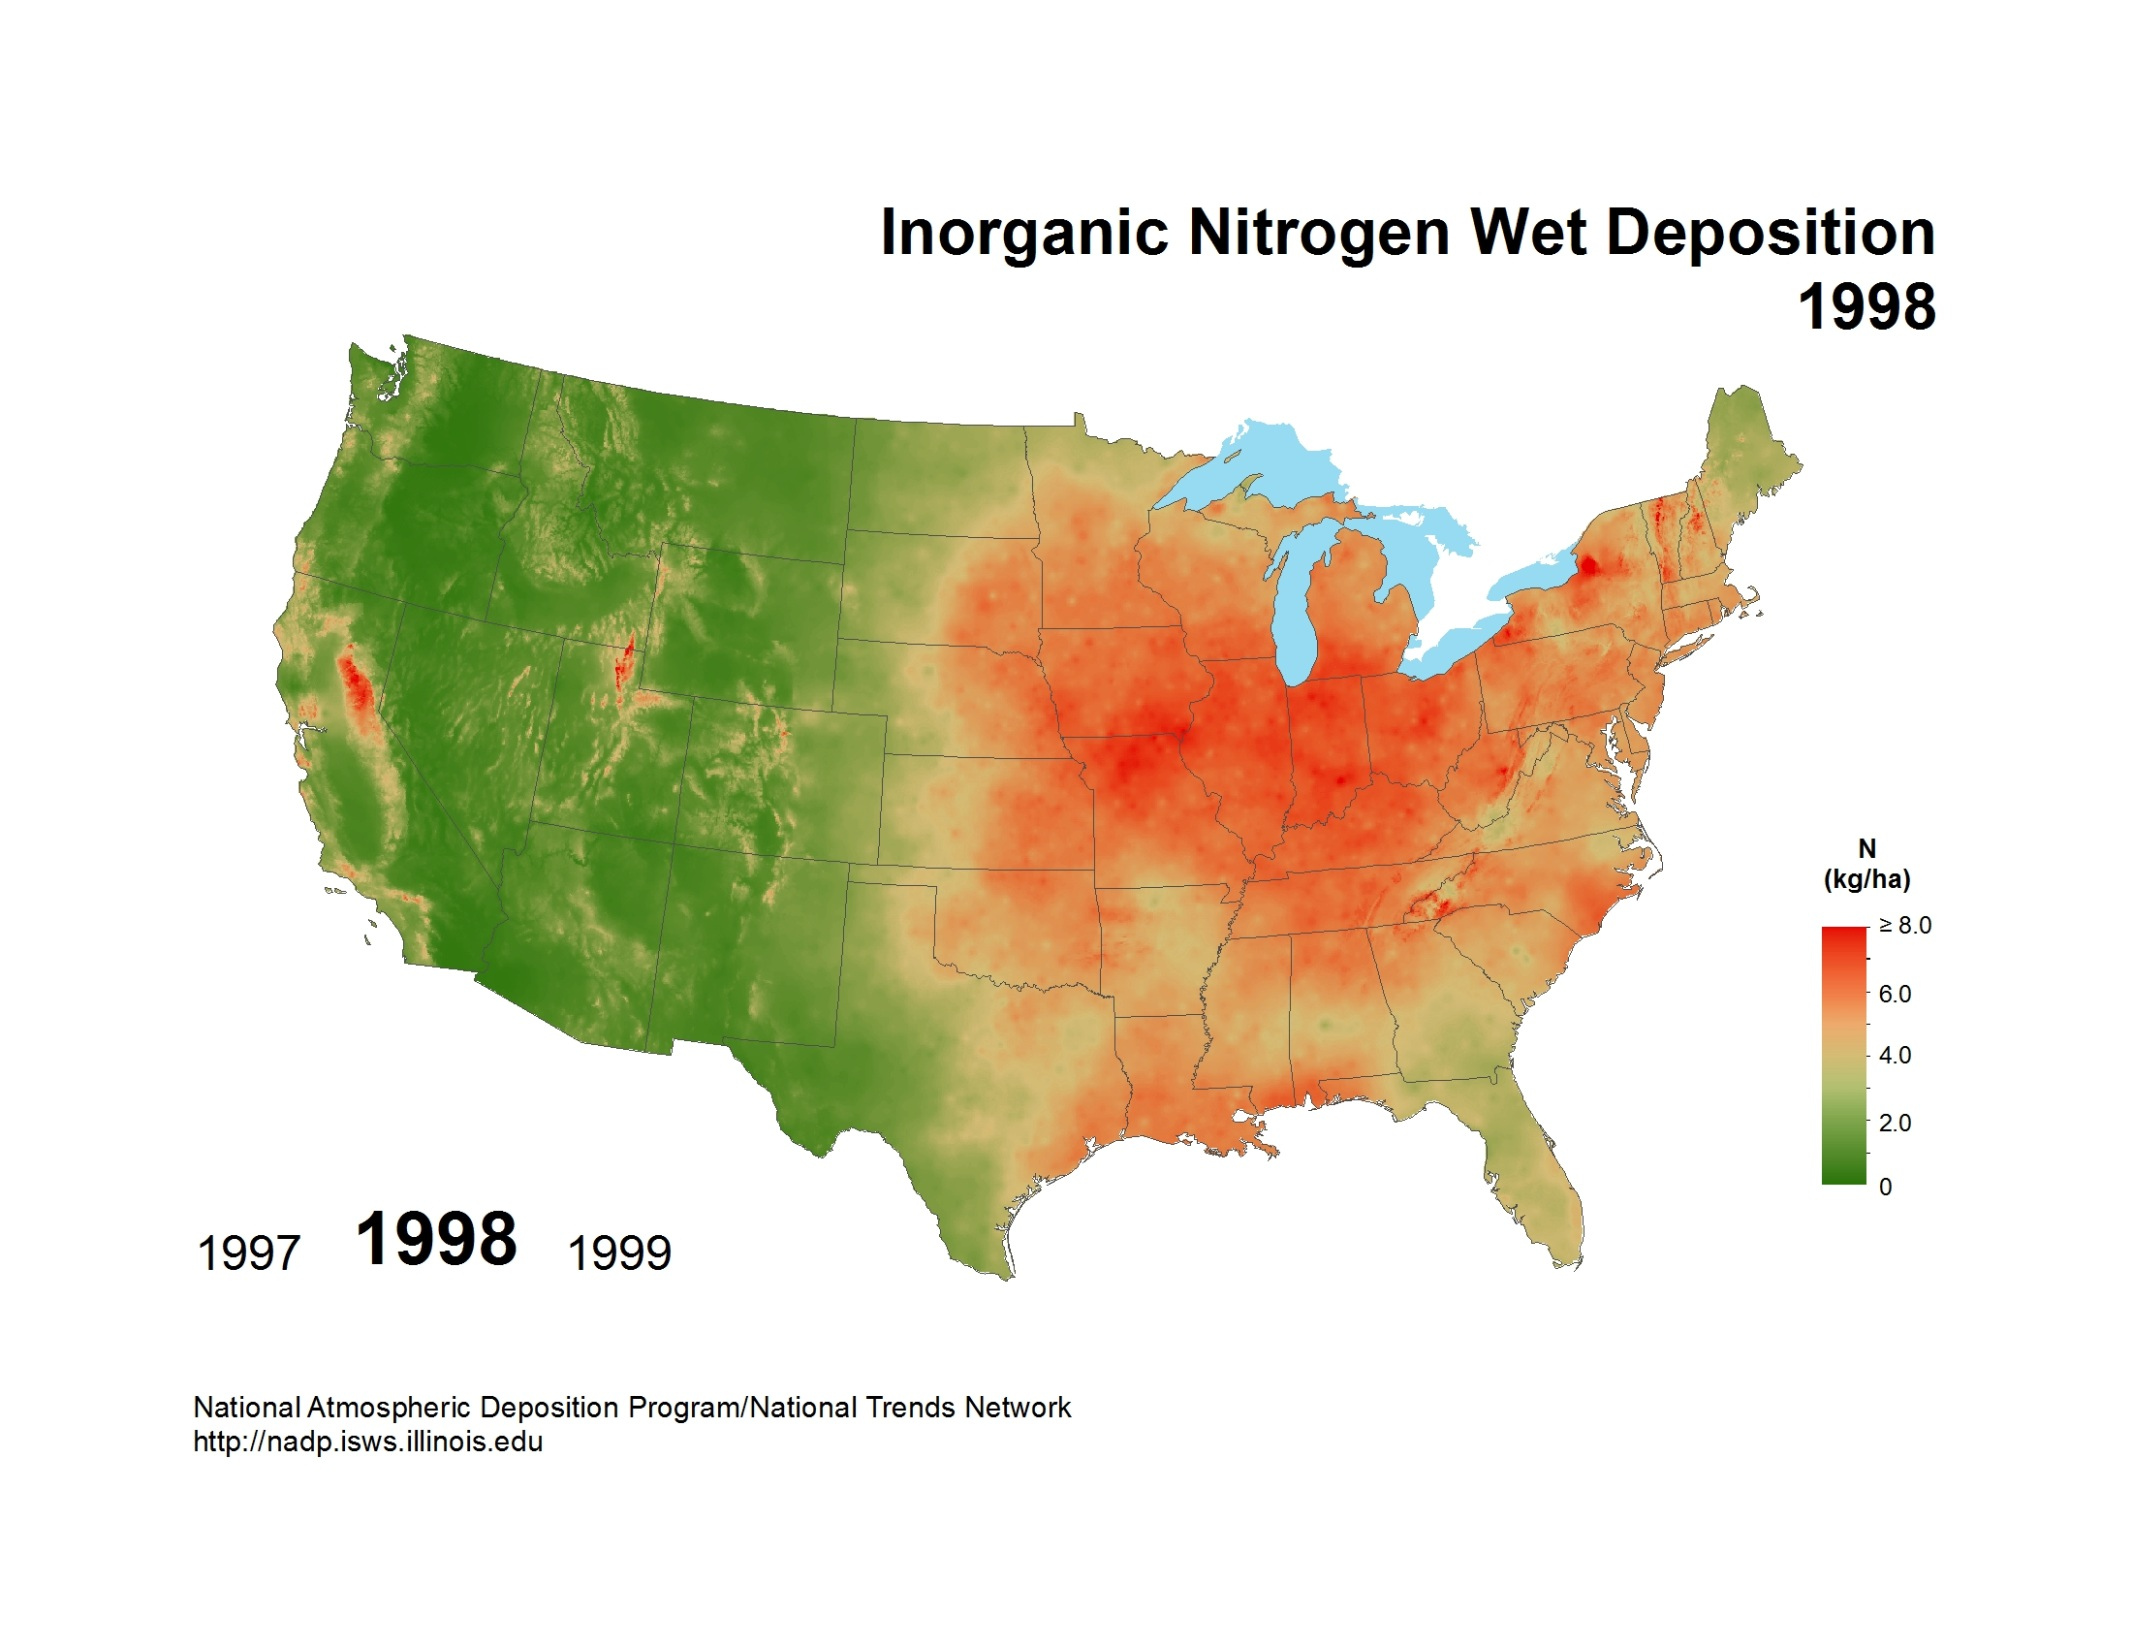 Inorganic Nitrogen Wet Deposition
1998
N
(kg/ha)
≥ 8.0
6.0
4.0
2.0
0
1997 1998 1999
National Atmospheric Deposition Program/National Trends Network
http://nadp.isws.illinois.edu